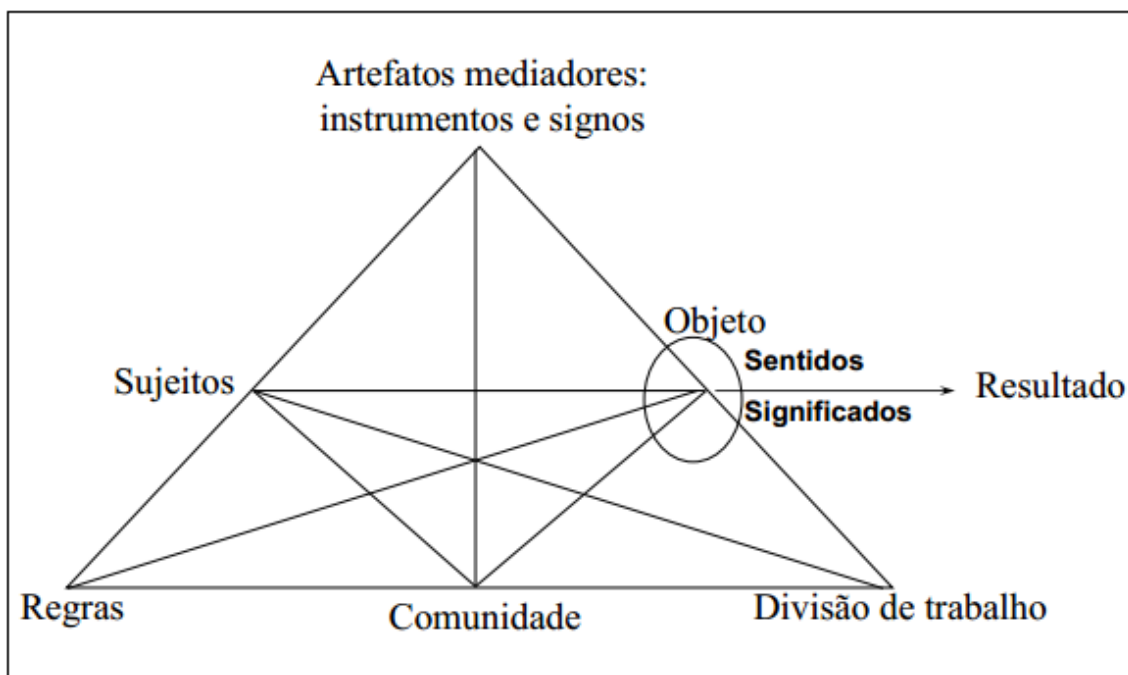 Artefatos mediadores:
instrumentos e signos
Objeto
Sentidos
Sujeitos
Resultado
Significados
Regras
Comunidade
Divisão de trabalho